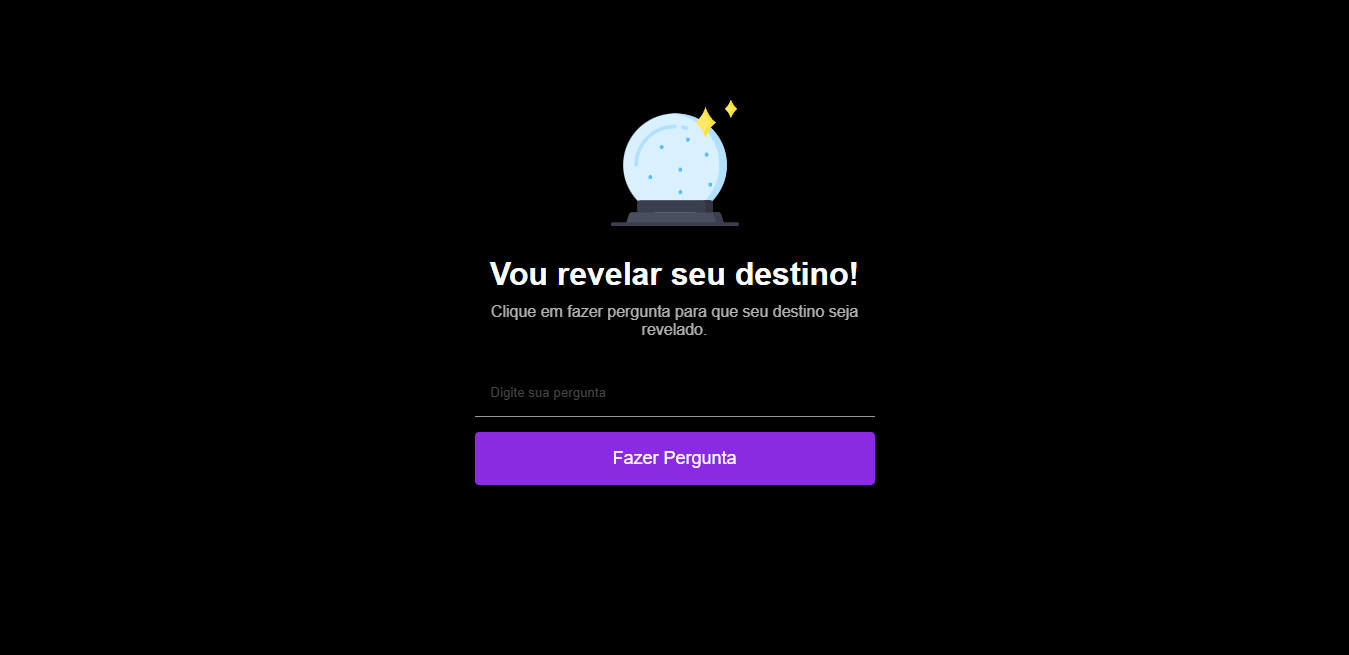 Vou revelar seu destino!
Clique em fazer pergunta para que seu destino seja
revelado.
Digite sua pergunta
Fazer Pergunta